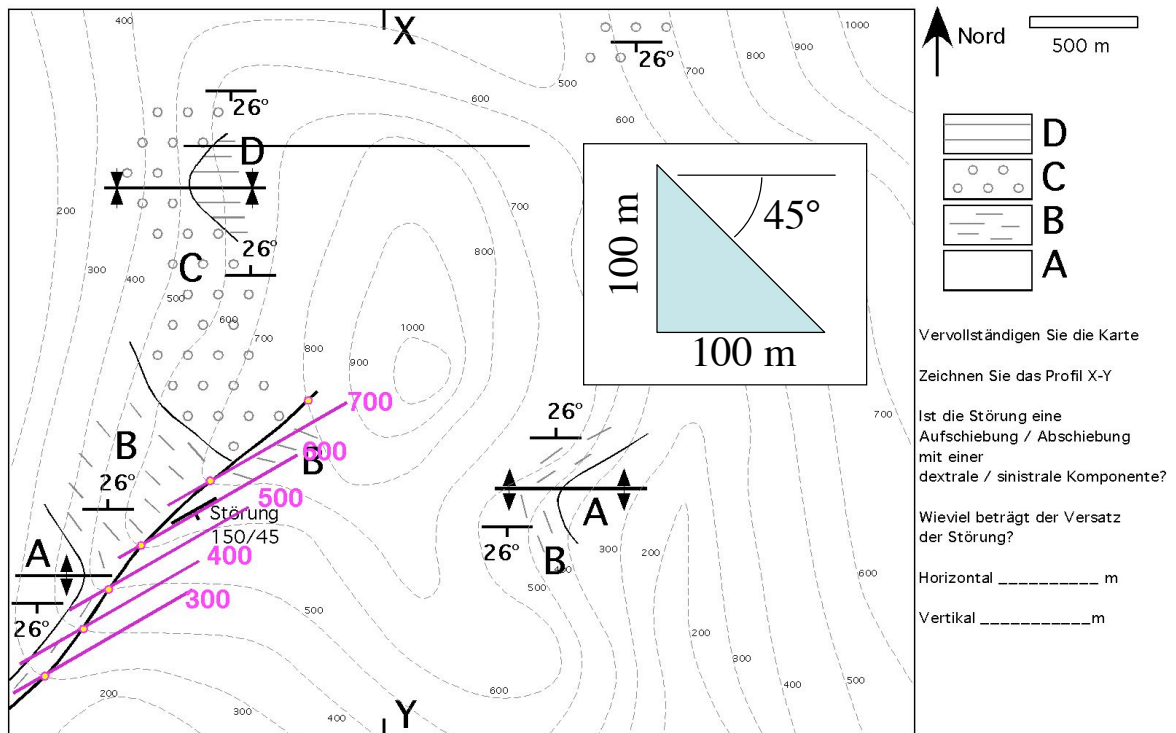 X
Nord
500 m
D
C
B
A
Vervollständigen Sie die Karte
Zeichnen Sie das Profil X-Y
Ist die Störung eine
Aufschiebung / Abschiebung
mit einer
dextrale / sinistrale Komponente?
Wieviel beträgt der Versatz
der Störung?
Horizontal __________ m
Vertikal ___________m
400
500
600
700
800
900
1000
26°
600
600
26°
D
200
700
26°
C
300
400
500
600
700
800
800
900
1000
100 m
45°
100 m
700
700
600
B
B
26°
500
Störung
150/45
400
300
A
26°
26°
A
26°
B
400
500
300
200
600
500
200
300
400
600
200
300
400
500
Y